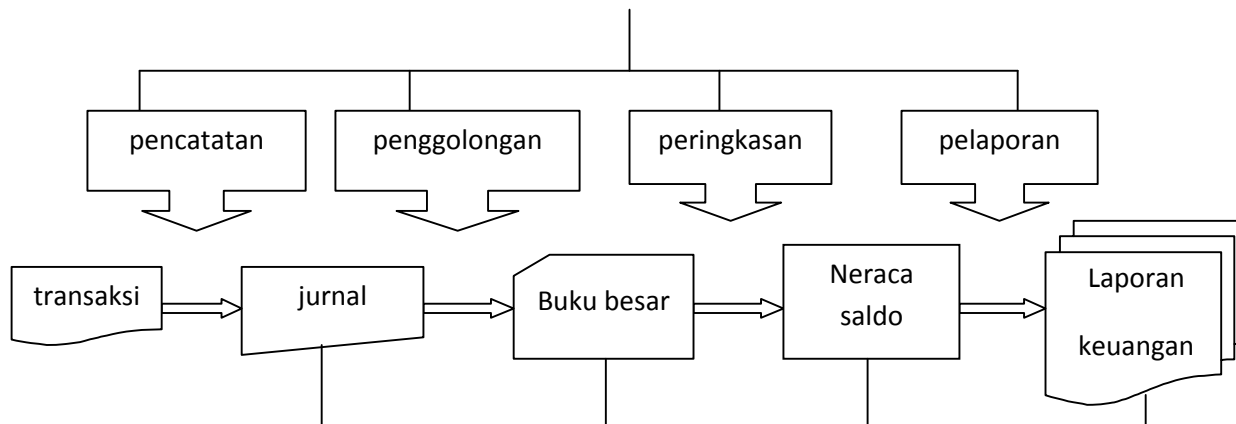 pencatatan
penggolongan
peringkasan
pelaporan
transaksi
jurnal
Buku besar
Neraca
saldo
Laporan
keuangan